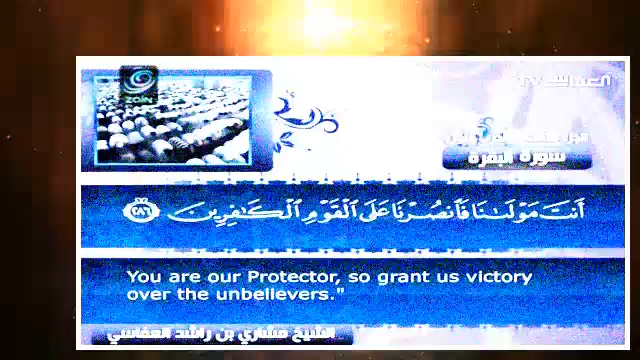 ZOIN
العفاسي TV
سورة البقرة
أَنتَ مَوْلَىٰنَا فَٱنصُرْنَا عَلَى ٱلْقَوْمِ ٱلْكَـٰفِرِينَ ٢٨٦
You are our Protector, so grant us victory
over the unbelievers."
الشيخ مشاري بن راشد العفاسي